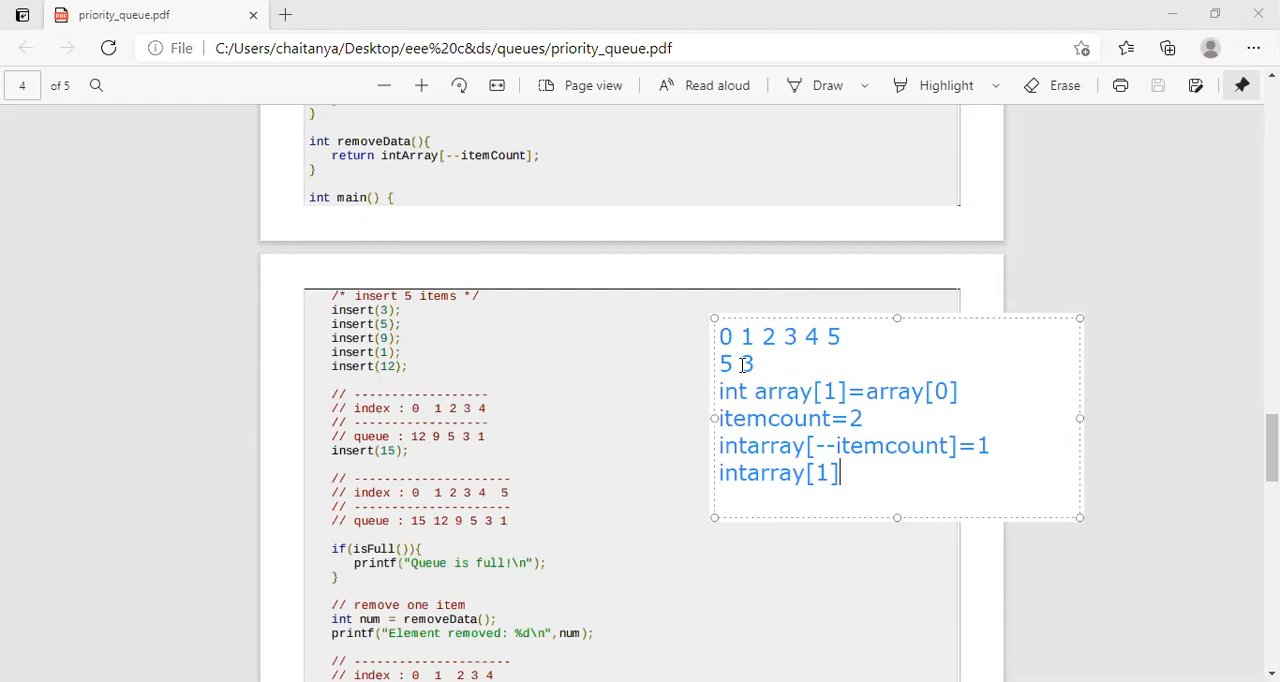 priority_queue.pdf
File C:/Users/chaitanya/Desktop/eee%20c&ds/queues/priority_queue.pdf
4 of 5 Page view Read aloud Draw Highlight Erase
}
int removeData(){
return intArray[--itemCount];
}
int main() {
/* insert 5 items */
insert(3);
insert(5);
insert(9);
insert(1);
insert(12);
// ------------------
// index : 0 1 2 3 4
// ------------------
// queue : 12 9 5 3 1
insert(15);
// ---------------------
// index : 0 1 2 3 4 5
// ---------------------
// queue : 15 12 9 5 3 1
if(isFull()){
printf("Queue is full!\n");
}
// remove one item
int num = removeData();
printf("Element removed: %d\n",num);
// ---------------------
// index : 0 1 2 3 4
0 1 2 3 4 5
5 3
int array[1]=array[0]
itemcount=2
intarray[--itemcount]=1
intarray[1]